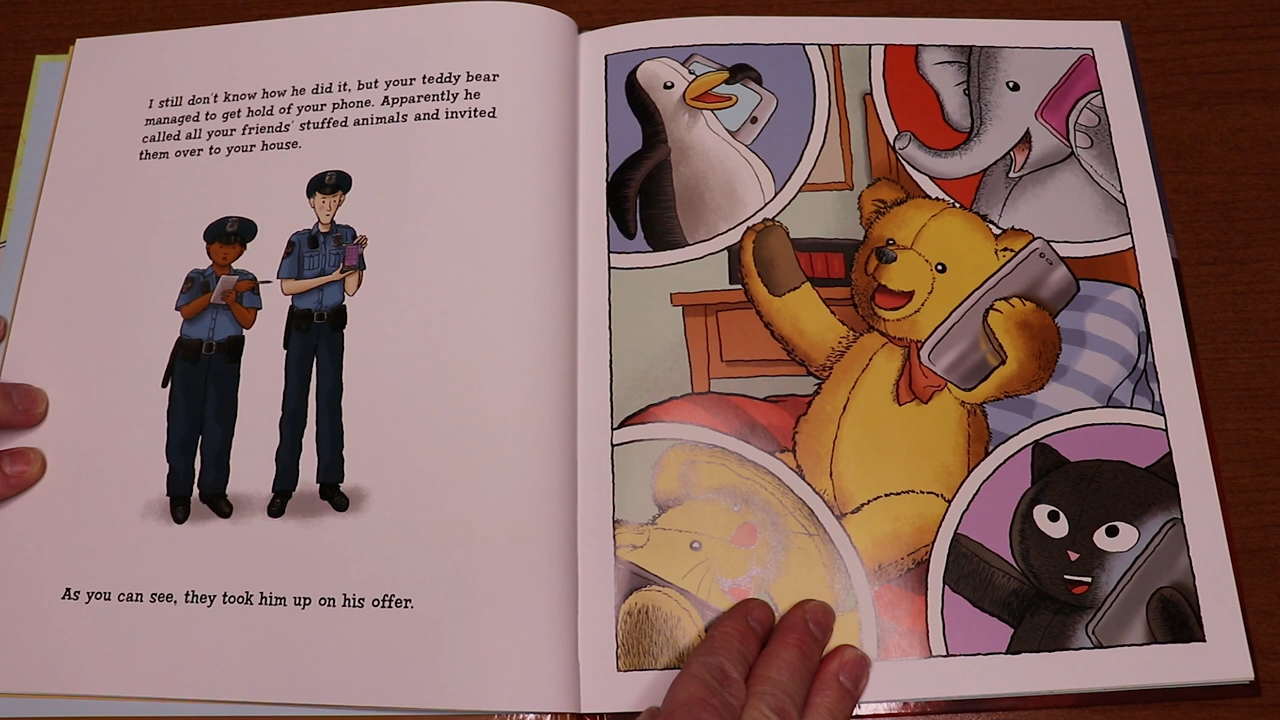 I still don't know how he did it, but your teddy bear
managed to get hold of your phone. Apparently he
called all your friends' stuffed animals and invited
them over to your house.
As you can see, they took him up on his offer.